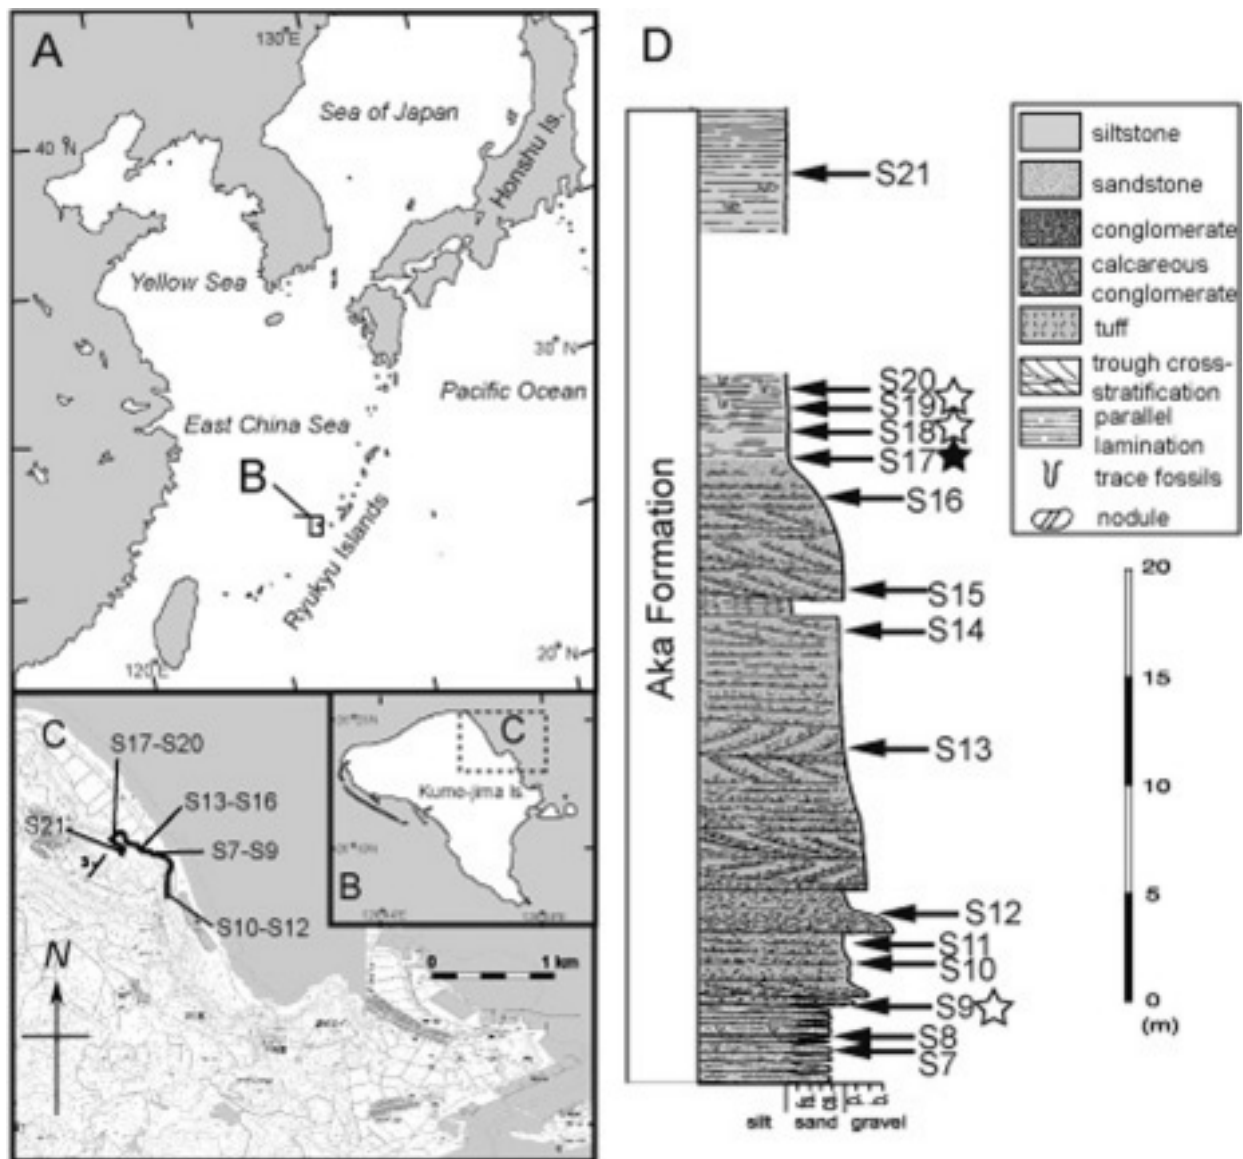 A
130°E
40°N
Sea of Japan
Honshu Is.
Yellow Sea
30°N
Pacific Ocean
East China Sea
B
Ryukyu Islands
120°E
20°N
C
S17-S20
S13-S16
S21
S7-S9
S10-S12
N
0 1 km
C
Kume-jima Is.
B
D
Aka Formation
S21
S20
S19
S18
S17
S16
S15
S14
S13
S12
S11
S10
S9
S8
S7
silt sand gravel
siltstone
sandstone
conglomerate
calcareous
conglomerate
tuff
trough cross-
stratification
parallel
lamination
trace fossils
nodule
20
15
10
5
0
(m)